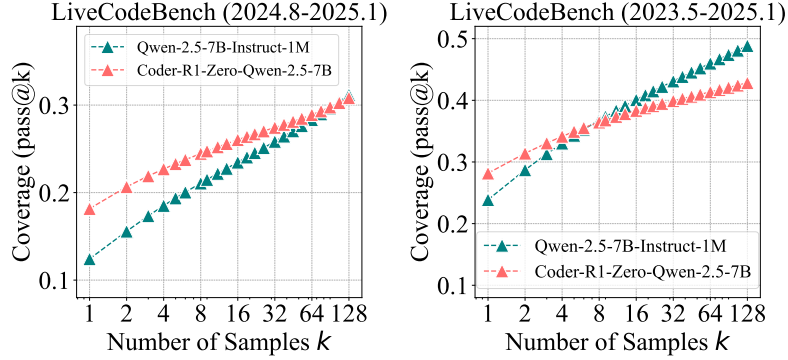 LiveCodeBench (2024.8-2025.1)
Coverage (pass@k)
0.3
0.2
0.1
Qwen-2.5-7B-Instruct-1M
Coder-R1-Zero-Qwen-2.5-7B
1 2 4 8 16 32 64 128
Number of Samples k
LiveCodeBench (2023.5-2025.1)
Coverage (pass@k)
0.5
0.4
0.3
0.2
0.1
Qwen-2.5-7B-Instruct-1M
Coder-R1-Zero-Qwen-2.5-7B
1 2 4 8 16 32 64 128
Number of Samples k